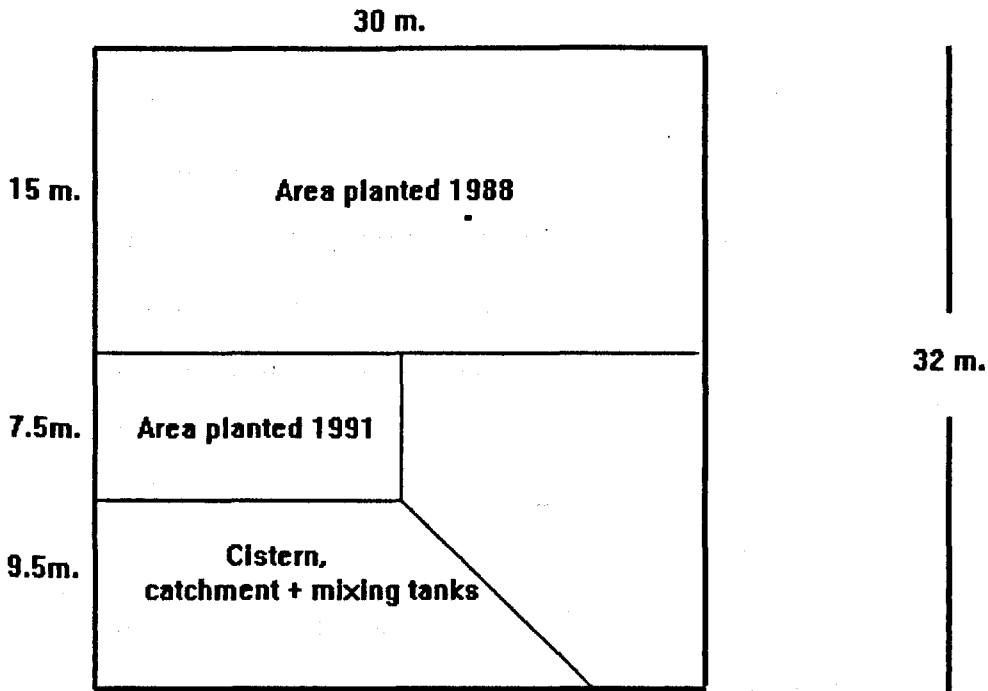 30 m.
15 m.
Area planted 1988
32 m.
7.5m.
Area planted 1991
9.5m.
Cistern,
catchment + mixing tanks